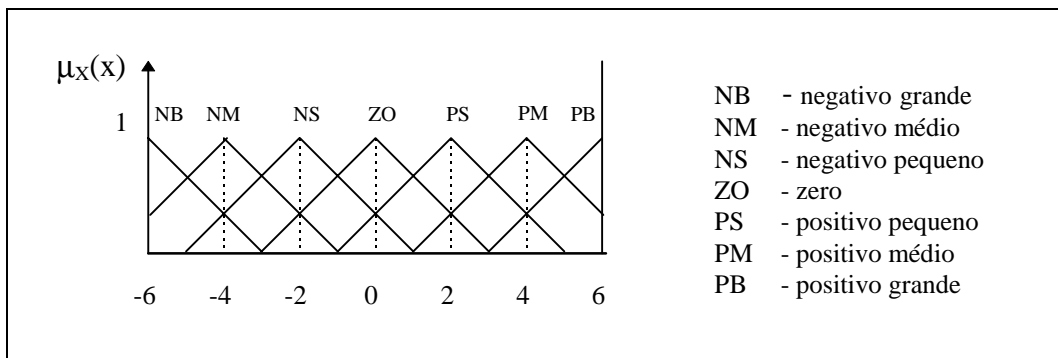 μX(x)
1
NB NM NS ZO PS PM PB
-6 -4 -2 0 2 4 6
NB - negativo grande
NM - negativo médio
NS - negativo pequeno
ZO - zero
PS - positivo pequeno
PM - positivo médio
PB - positivo grande